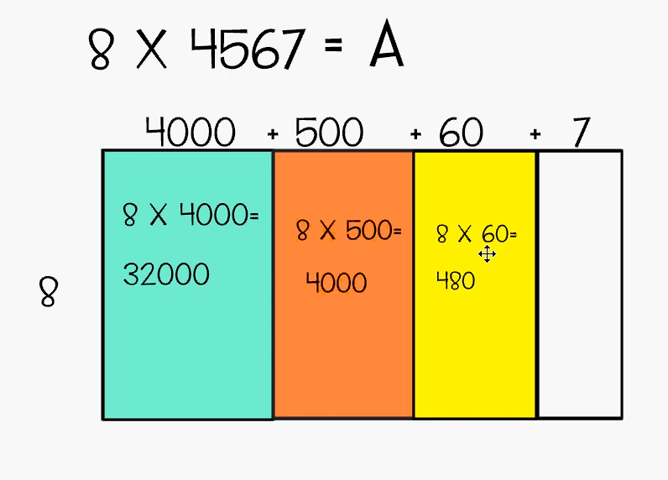 8 X 4567 = A
4000 + 500 + 60 + 7
8 X 4000=
32000
8 X 500=
4000
8 X 60=
480
8